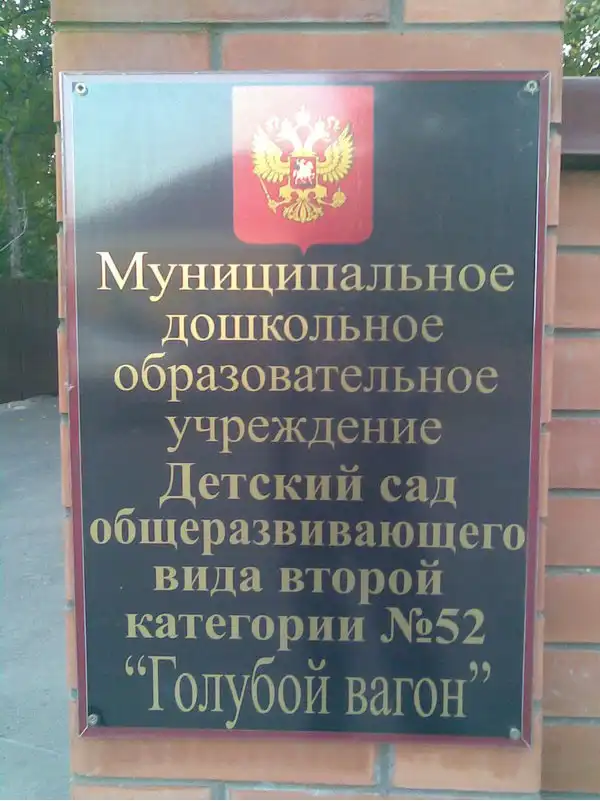 Муниципальное
дошкольное
образовательное
учреждение
Детский сад
общеразвивающего
вида второй
категории №52
“Голубой вагон”